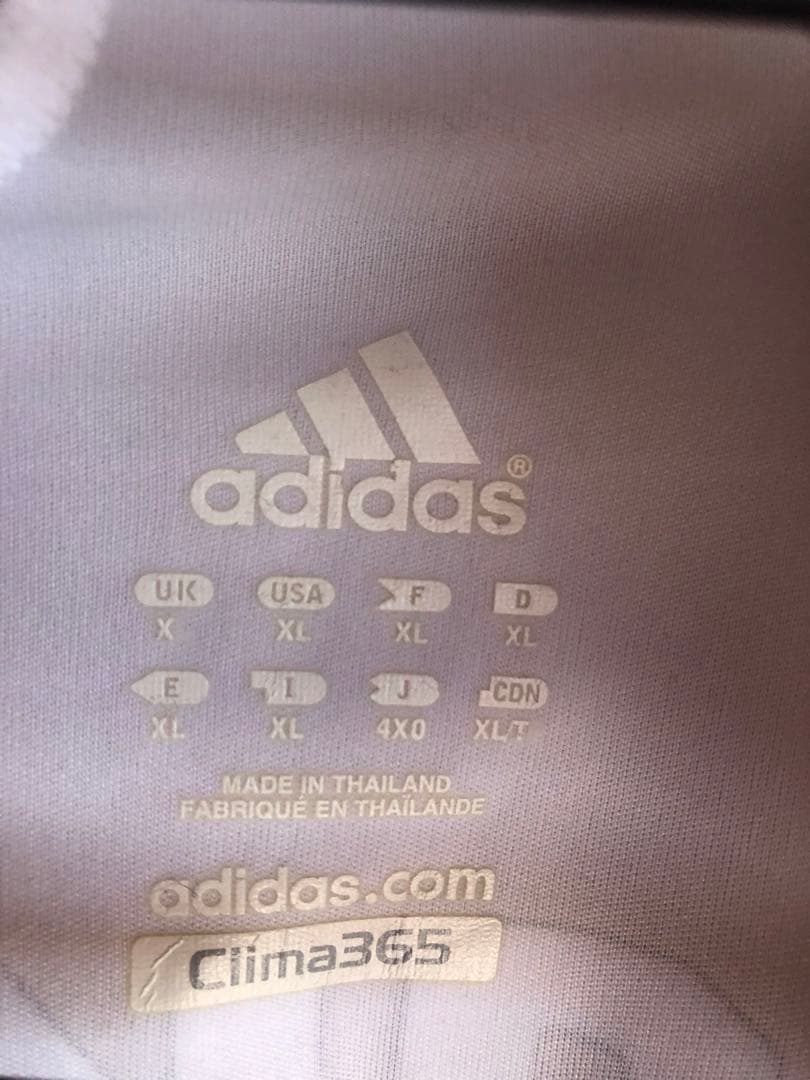 adidas®
UK USA F D
X XL XL XL
E I J CDN
XL XL 4XO XL/T
MADE IN THAILAND
FABRIQUÉ EN THAÏLANDE
adidas.com
Clima365